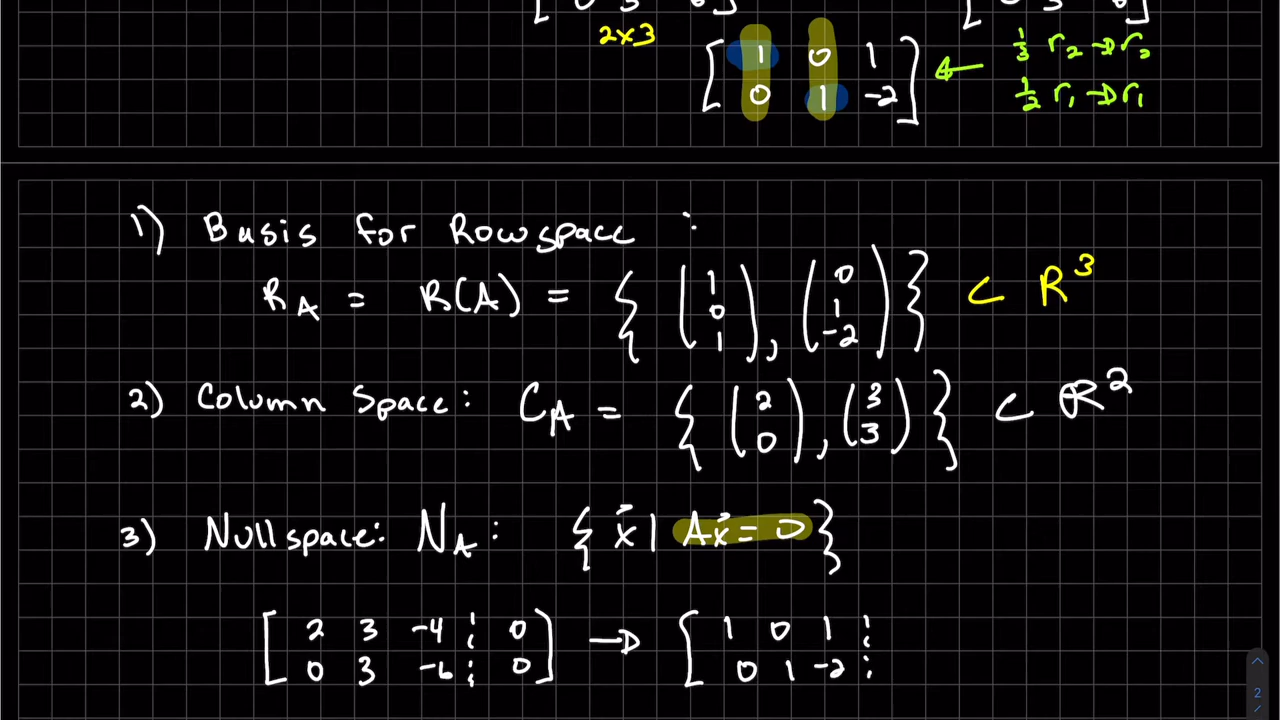 2x3
[ 1 0 1
0 1 -2 ]
1/3 r₂ → r₂
1/2 r₁ → r₁
1) Basis for Rowspace :
R_A = R(A) = { (1 0 1), (0 1 -2) } ⊂ R³
2) Column Space: C_A = { (2 0), (3 3) } ⊂ ℝ²
3) Nullspace: N_A : { x⃗ | Ax⃗ = 0 }
[ 2 3 -4 ¦ 0 → [ 1 0 1 ¦
0 3 -6 ¦ 0 ] 0 1 -2 ¦
2